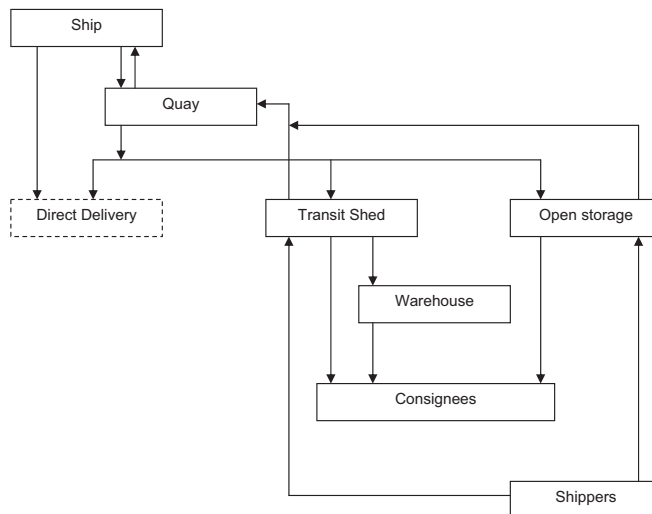 Ship
Quay
Direct Delivery
Transit Shed
Open storage
Warehouse
Consignees
Shippers